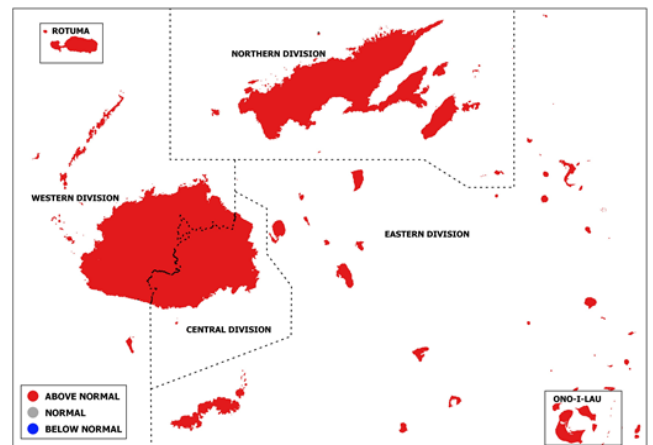 ROTUMA
NORTHERN DIVISION
WESTERN DIVISION
EASTERN DIVISION
CENTRAL DIVISION
ABOVE NORMAL
NORMAL
BELOW NORMAL
ONO-I-LAU